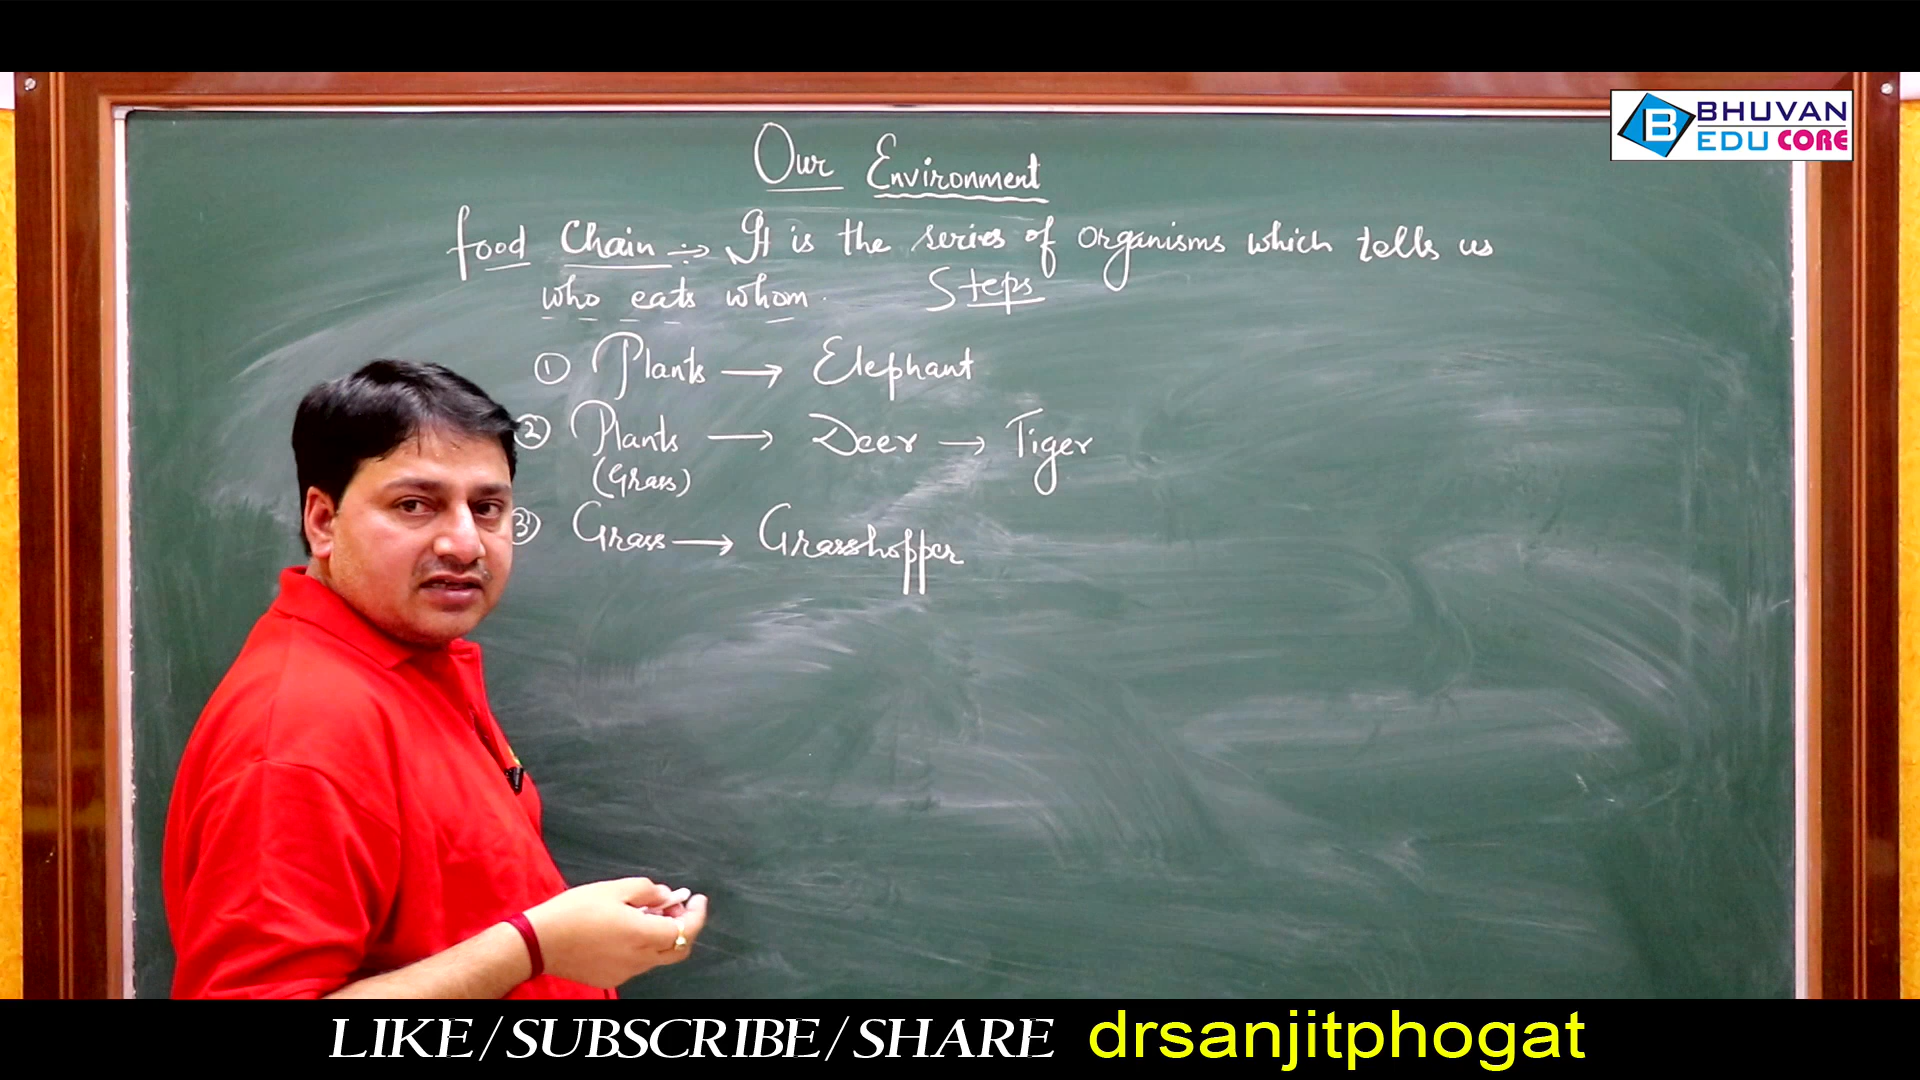 BHUVAN
EDU CORE
B
Our Environment
food Chain :→ It is the series of organisms which tells us
who eats whom. Steps
① Plants → Elephant
② Plants → Deer → Tiger
(Grass)
③ Grass → Grasshopper
LIKE/SUBSCRIBE/SHARE drsanjitphogat